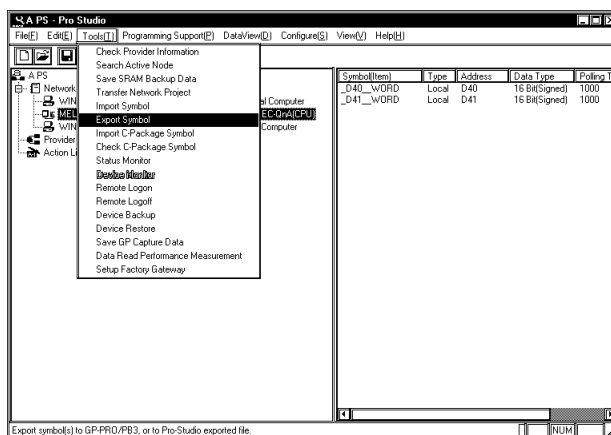 A PS - Pro Studio
File(F) Edit(E) Tools(T) Programming Support(P) DataView(D) Configure(S) View(V) Help(H)
Check Provider Information
Search Active Node
Save SRAM Backup Data
Transfer Network Project
Import Symbol
Export Symbol
Import C-Package Symbol
Check C-Package Symbol
Status Monitor
Device Monitor
Remote Logon
Remote Logoff
Device Backup
Device Restore
Save GP Capture Data
Data Read Performance Measurement
Setup Factory Gateway
A PS
Network
WIN al Computer
MEL EC-QnA(CPU)
WIN Computer
Provider
Action Li
Symbol(Item) Type Address Data Type Polling T
_D40__WORD Local D40 16 Bit(Signed) 1000
_D41__WORD Local D41 16 Bit(Signed) 1000
Export symbol(s) to GP-PRO/PB3, or to Pro-Studio exported file.
NUM